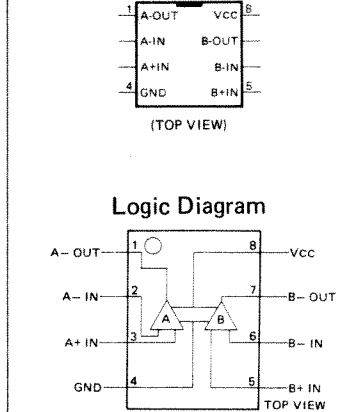 1 A-OUT VCC 8
A-IN B-OUT
A+IN B-IN
4 GND B+IN 5
(TOP VIEW)
Logic Diagram
A- OUT 1 8 VCC
2 7 B- OUT
A- IN A B
A+ IN 3 6 B- IN
GND 4 5 B+ IN
TOP VIEW